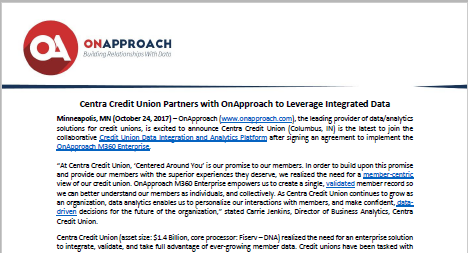 OA
ONAPPROACH
Building Relationships With Data
Centra Credit Union Partners with OnApproach to Leverage Integrated Data
Minneapolis, MN (October 24, 2017) – OnApproach (www.onapproach.com), the leading provider of data/analytics
solutions for credit unions, is excited to announce Centra Credit Union (Columbus, IN) is the latest to join the
collaborative Credit Union Data Integration and Analytics Platform after signing an agreement to implement the
OnApproach M360 Enterprise.
"At Centra Credit Union, 'Centered Around You' is our promise to our members. In order to build upon this promise
and provide our members with the superior experiences they deserve, we realized the need for a member-centric
view of our credit union. OnApproach M360 Enterprise empowers us to create a single, validated member record so
we can better understand our members as individuals, and collectively. As Centra Credit Union continues to grow as
an organization, data analytics enables us to personalize our interactions with members, and make confident, data-
driven decisions for the future of the organization," stated Carrie Jenkins, Director of Business Analytics, Centra
Credit Union.
Centra Credit Union (asset size: $1.4 Billion, core processor: Fiserv – DNA) realized the need for an enterprise solution
to integrate, validate, and take full advantage of ever-growing member data. Credit unions have been tasked with